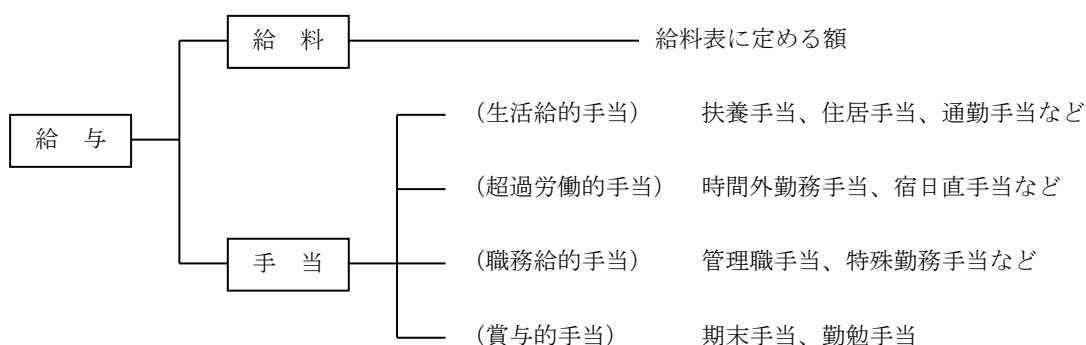 給　料
給料表に定める額
給　与
（生活給的手当）　扶養手当、住居手当、通勤手当など
（超過労働的手当）　時間外勤務手当、宿日直手当など
手　当
（職務給的手当）　管理職手当、特殊勤務手当など
（賞与的手当）　期末手当、勤勉手当